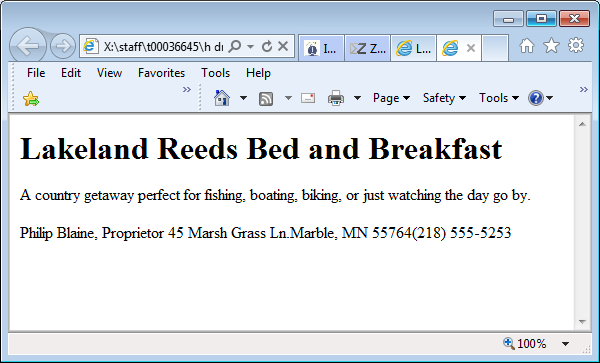 X:\staff\t00036645\h dr
I...
Z...
L...
File Edit View Favorites Tools Help
Page Safety Tools
Lakeland Reeds Bed and Breakfast
A country getaway perfect for fishing, boating, biking, or just watching the day go by.
Philip Blaine, Proprietor 45 Marsh Grass Ln.Marble, MN 55764(218) 555-5253
100%